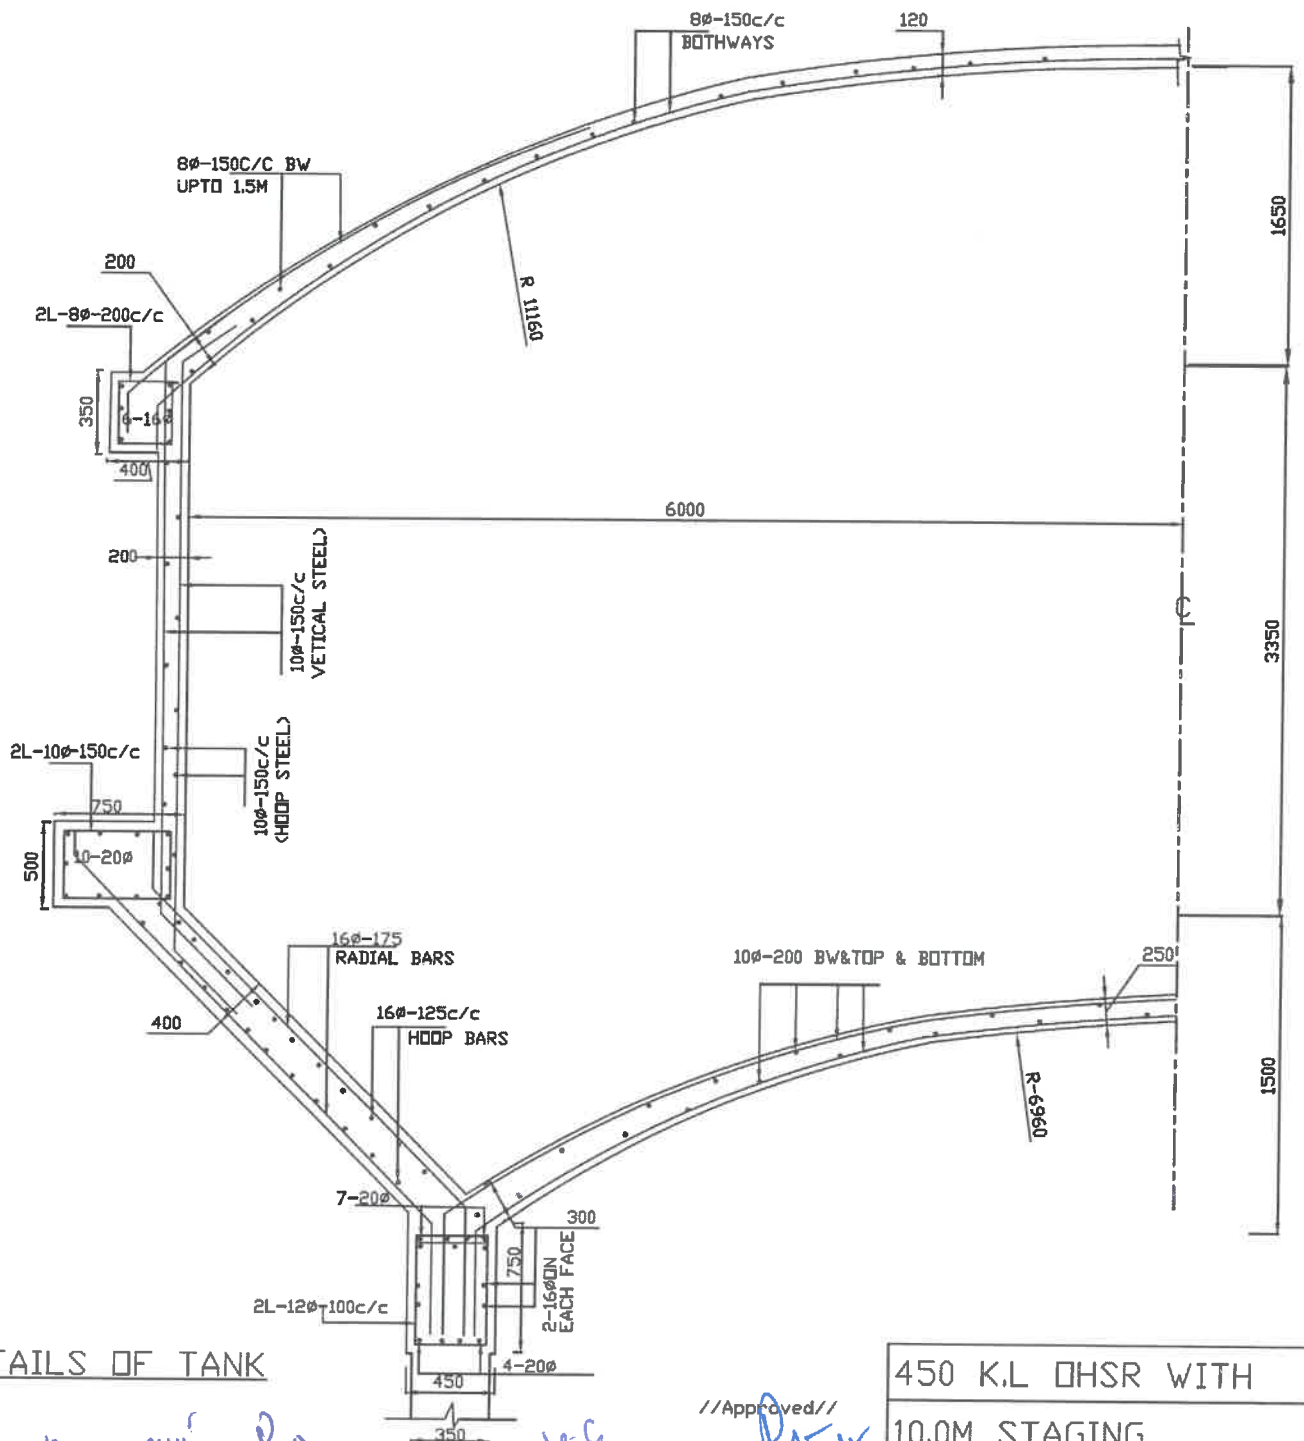 8ø-150c/c
BOTHWAYS
120
8ø-150C/C BW
UPTO 1.5M
200
2L-8ø-200c/c
350
6-16ø
400
R 11160
1650
6000
200
10ø-150c/c
VETICAL STEEL)
C
L
3350
10ø-150c/c
(HOOP STEEL)
2L-10ø-150c/c
750
10-20ø
500
16ø-175
RADIAL BARS
400
16ø-125c/c
HOOP BARS
10ø-200 BW&TOP & BOTTOM
250
R-6960
1500
7-20ø
300
750
2-16øON
EACH FACE
2L-12ø-100c/c
4-20ø
450
350
TAILS OF TANK
//Approved//
450 K.L OHSR WITH
10.0M STAGING